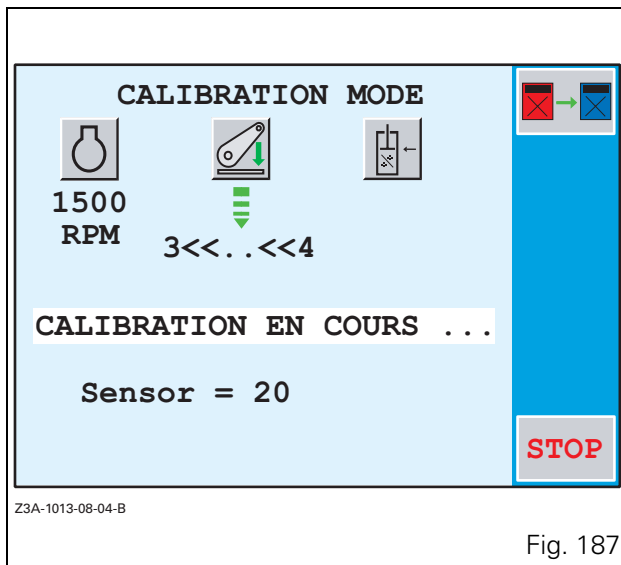 CALIBRATION MODE
1500
RPM
3<<..<<4
CALIBRATION EN COURS ...
Sensor = 20
STOP
Z3A-1013-08-04-B
Fig. 187